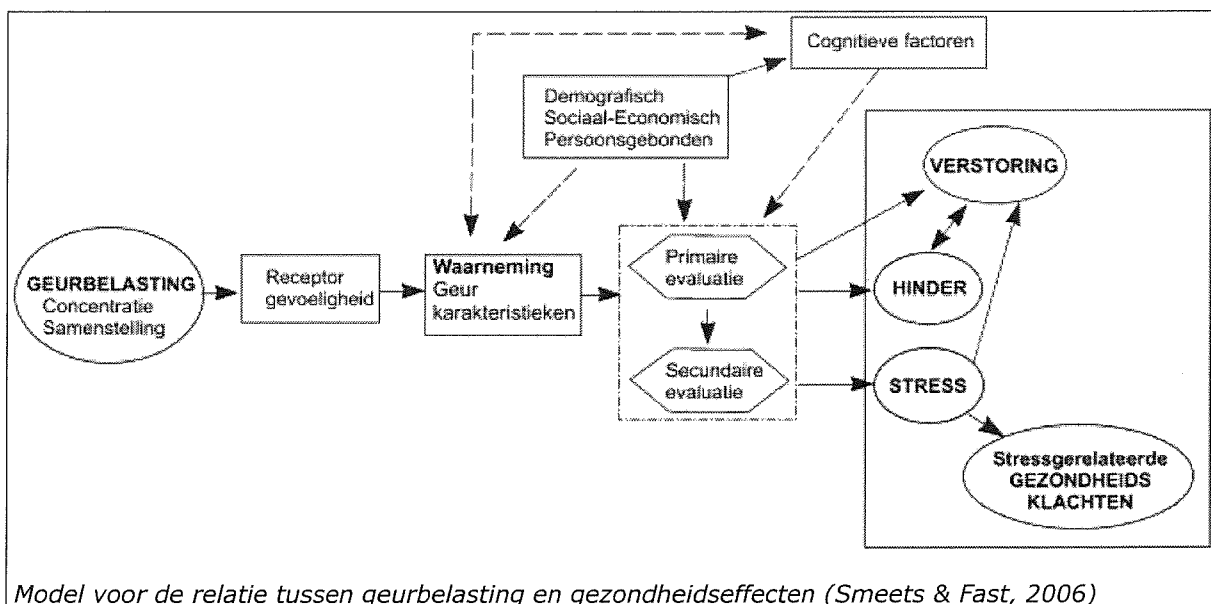 Cognitieve factoren
Demografisch
Sociaal-Economisch
Persoonsgebonden
VERSTORING
GEURBELASTING
Concentratie
Samenstelling
Receptor
gevoeligheid
Waarneming
Geur
karakteristieken
Primaire
evaluatie
HINDER
Secundaire
evaluatie
STRESS
Stressgerelateerde
GEZONDHEIDS
KLACHTEN
Model voor de relatie tussen geurbelasting en gezondheidseffecten (Smeets & Fast, 2006)